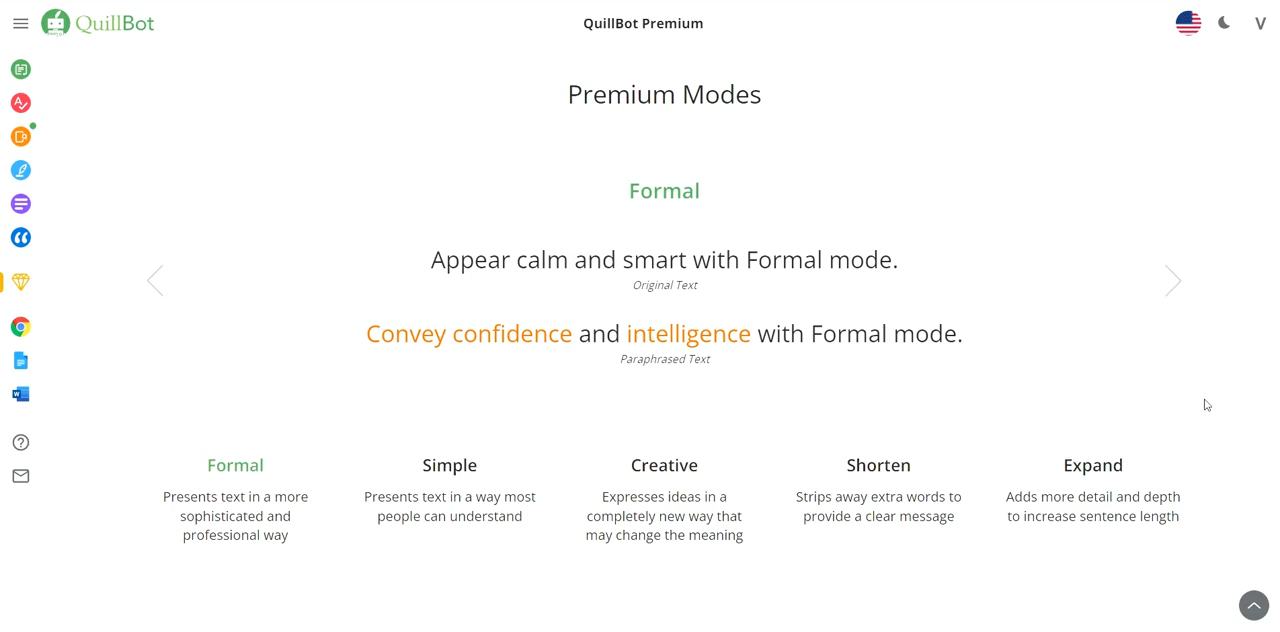 QuillBot
QuillBot Premium
V
Premium Modes
Formal
Appear calm and smart with Formal mode.
Original Text
Convey confidence and intelligence with Formal mode.
Paraphrased Text
Formal
Presents text in a more
sophisticated and
professional way
Simple
Presents text in a way most
people can understand
Creative
Expresses ideas in a
completely new way that
may change the meaning
Shorten
Strips away extra words to
provide a clear message
Expand
Adds more detail and depth
to increase sentence length